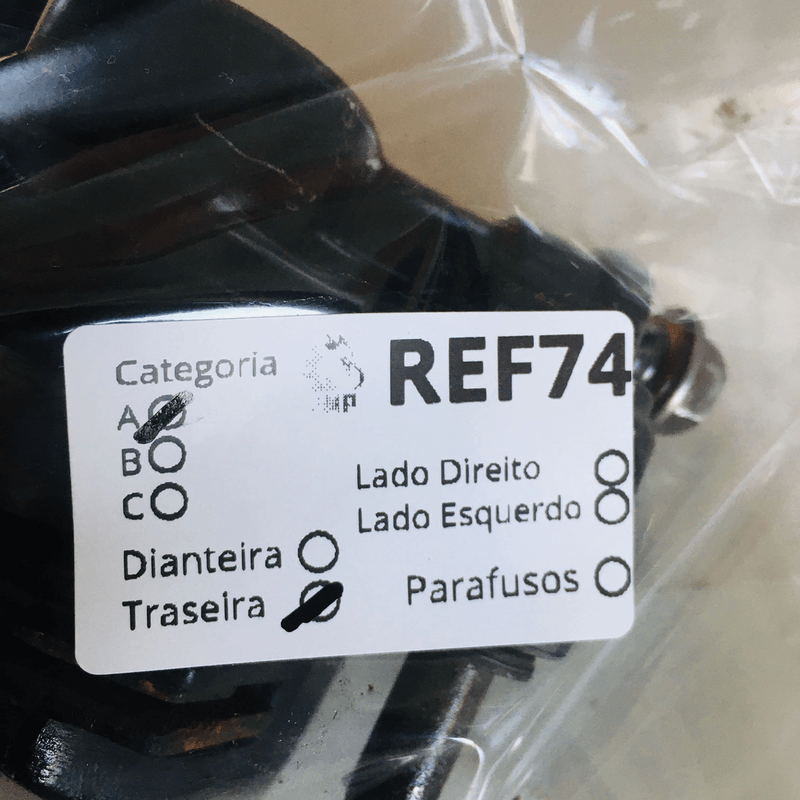 Categoria
REF74
A
B
C
Lado Direito
Lado Esquerdo
Dianteira
Traseira
Parafusos